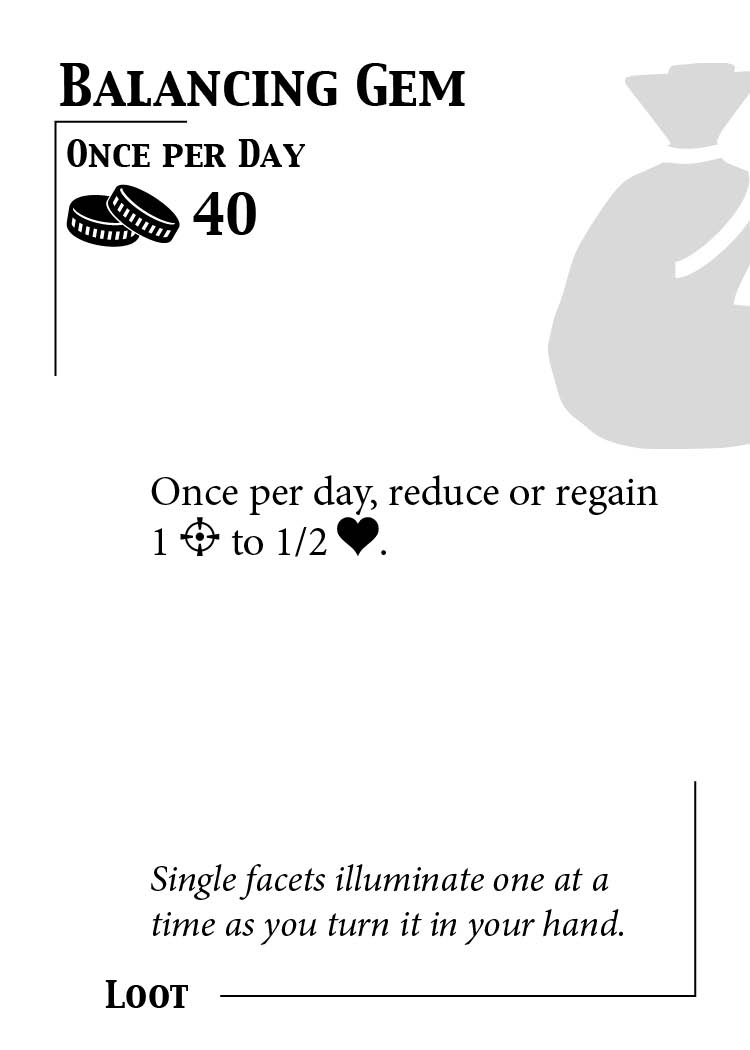 Balancing Gem
Once per Day
40
Once per day, reduce or regain
1 to 1/2 .
Single facets illuminate one at a
time as you turn it in your hand.
Loot